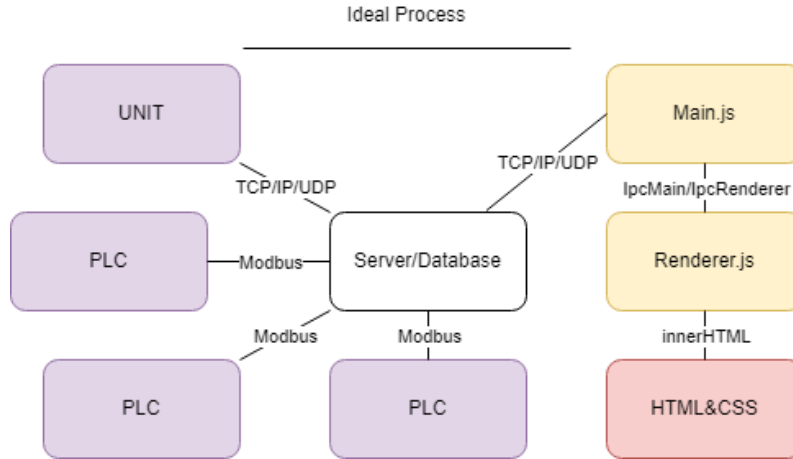 Ideal Process
UNIT
Main.js
TCP/IP/UDP
TCP/IP/UDP
IpcMain/IpcRenderer
PLC
Modbus
Server/Database
Renderer.js
Modbus
Modbus
innerHTML
PLC
PLC
HTML&CSS